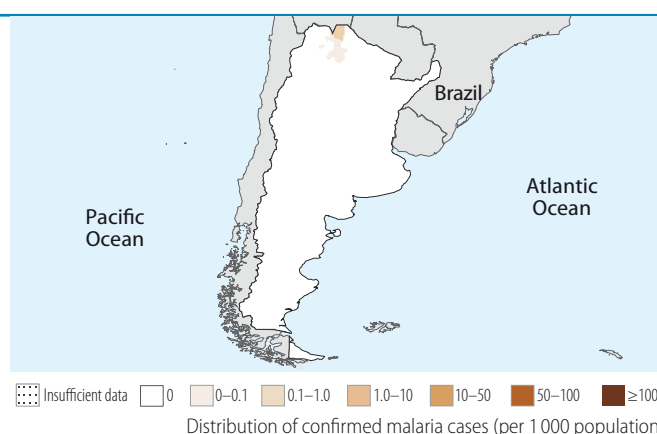 Brazil
Atlantic
Ocean
Pacific
Ocean
Insufficient data 0 0–0.1 0.1–1.0 1.0–10 10–50 50–100 ≥100
Distribution of confirmed malaria cases (per 1 000 population